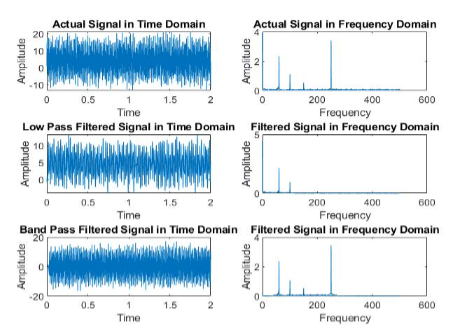 Actual Signal in Time Domain
Amplitude
20
10
0
-10
0 0.5 1 1.5 2
Time
Actual Signal in Frequency Domain
Amplitude
4
2
0
0 200 400 600
Frequency
Low Pass Filtered Signal in Time Domain
Amplitude
10
5
0
0 0.5 1 1.5 2
Time
Filtered Signal in Frequency Domain
Amplitude
5
0
0 200 400 600
Frequency
Band Pass Filtered Signal in Time Domain
Amplitude
20
0
-20
0 0.5 1 1.5 2
Time
Filtered Signal in Frequency Domain
Amplitude
4
2
0
0 200 400 600
Frequency